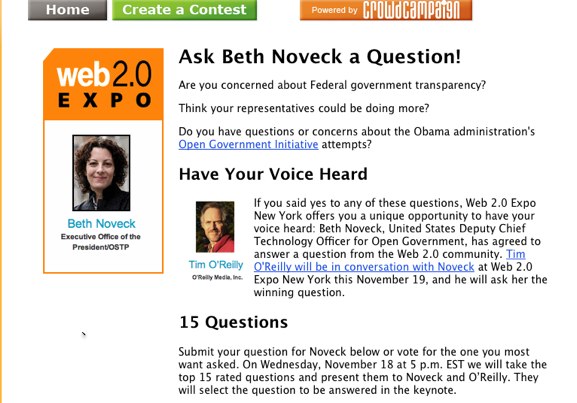 Home
Create a Contest
Powered by CROWDCAMPAIGN
web2.0
EXPO
Beth Noveck
Executive Office of the
President/OSTP
Ask Beth Noveck a Question!
Are you concerned about Federal government transparency?
Think your representatives could be doing more?
Do you have questions or concerns about the Obama administration's
Open Government Initiative attempts?
Have Your Voice Heard
Tim O'Reilly
O'Reilly Media, Inc.
If you said yes to any of these questions, Web 2.0 Expo
New York offers you a unique opportunity to have your
voice heard: Beth Noveck, United States Deputy Chief
Technology Officer for Open Government, has agreed to
answer a question from the Web 2.0 community. Tim
O'Reilly will be in conversation with Noveck at Web 2.0
Expo New York this November 19, and he will ask her the
winning question.
15 Questions
Submit your question for Noveck below or vote for the one you most
want asked. On Wednesday, November 18 at 5 p.m. EST we will take the
top 15 rated questions and present them to Noveck and O'Reilly. They
will select the question to be answered in the keynote.